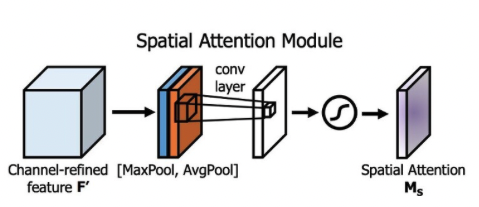 Spatial Attention Module
conv
layer
Channel-refined
feature F'
[MaxPool, AvgPool]
Spatial Attention
Ms